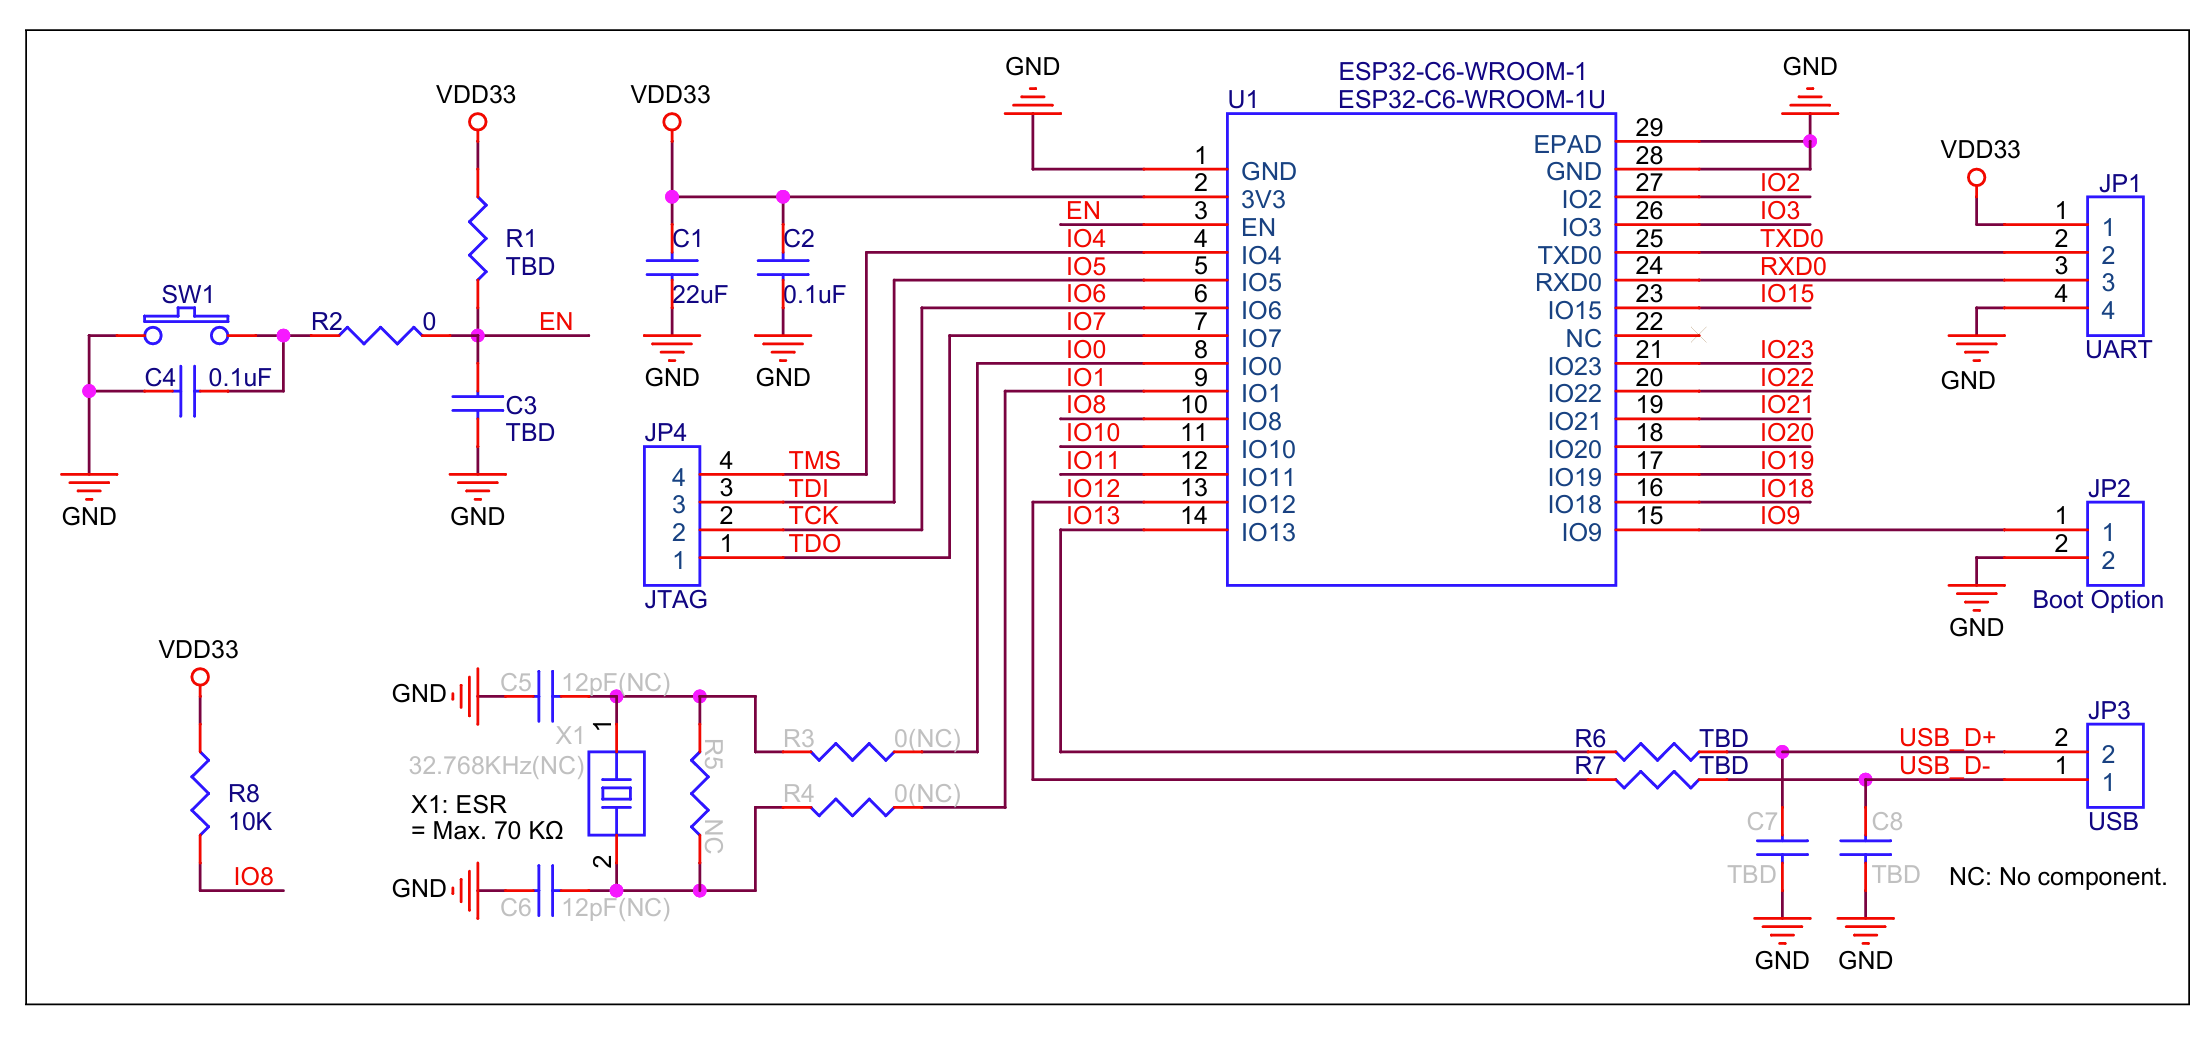 GND
ESP32-C6-WROOM-1
GND
VDD33
VDD33
U1
ESP32-C6-WROOM-1U
29
EPAD
1
28
VDD33
GND
GND
2
27
IO2
JP1
3V3
IO2
EN
3
26
IO3
1
EN
IO3
1
R1
C1
C2
IO4
4
25
TXD0
2
TBD
IO4
TXD0
2
IO5
5
24
RXD0
3
IO5
RXD0
3
SW1
22uF
0.1uF
IO6
6
23
IO15
4
IO6
IO15
4
R2
0
EN
IO7
7
22
IO7
NC
UART
IO0
8
21
IO23
IO0
IO23
C4
0.1uF
GND
GND
IO1
9
20
IO22
GND
IO1
IO22
C3
IO8
10
19
IO21
IO8
IO21
TBD
JP4
IO10
11
18
IO20
IO10
IO20
4
TMS
IO11
12
17
IO19
4
IO11
IO19
3
TDI
IO12
13
16
IO18
JP2
3
IO12
IO18
GND
GND
2
TCK
IO13
14
15
IO9
1
2
IO13
IO9
1
1
TDO
2
1
2
JTAG
Boot Option
GND
VDD33
GND
C5
12pF(NC)
JP3
1
X1
R3
0(NC)
R6
TBD
USB_D+
2
R5
2
32.768KHz(NC)
R7
TBD
USB_D-
1
1
R8
X1: ESR
R4
0(NC)
10K
= Max. 70 KΩ
NC
C7
C8
USB
2
IO8
GND
TBD
TBD
NC: No component.
C6
12pF(NC)
GND
GND